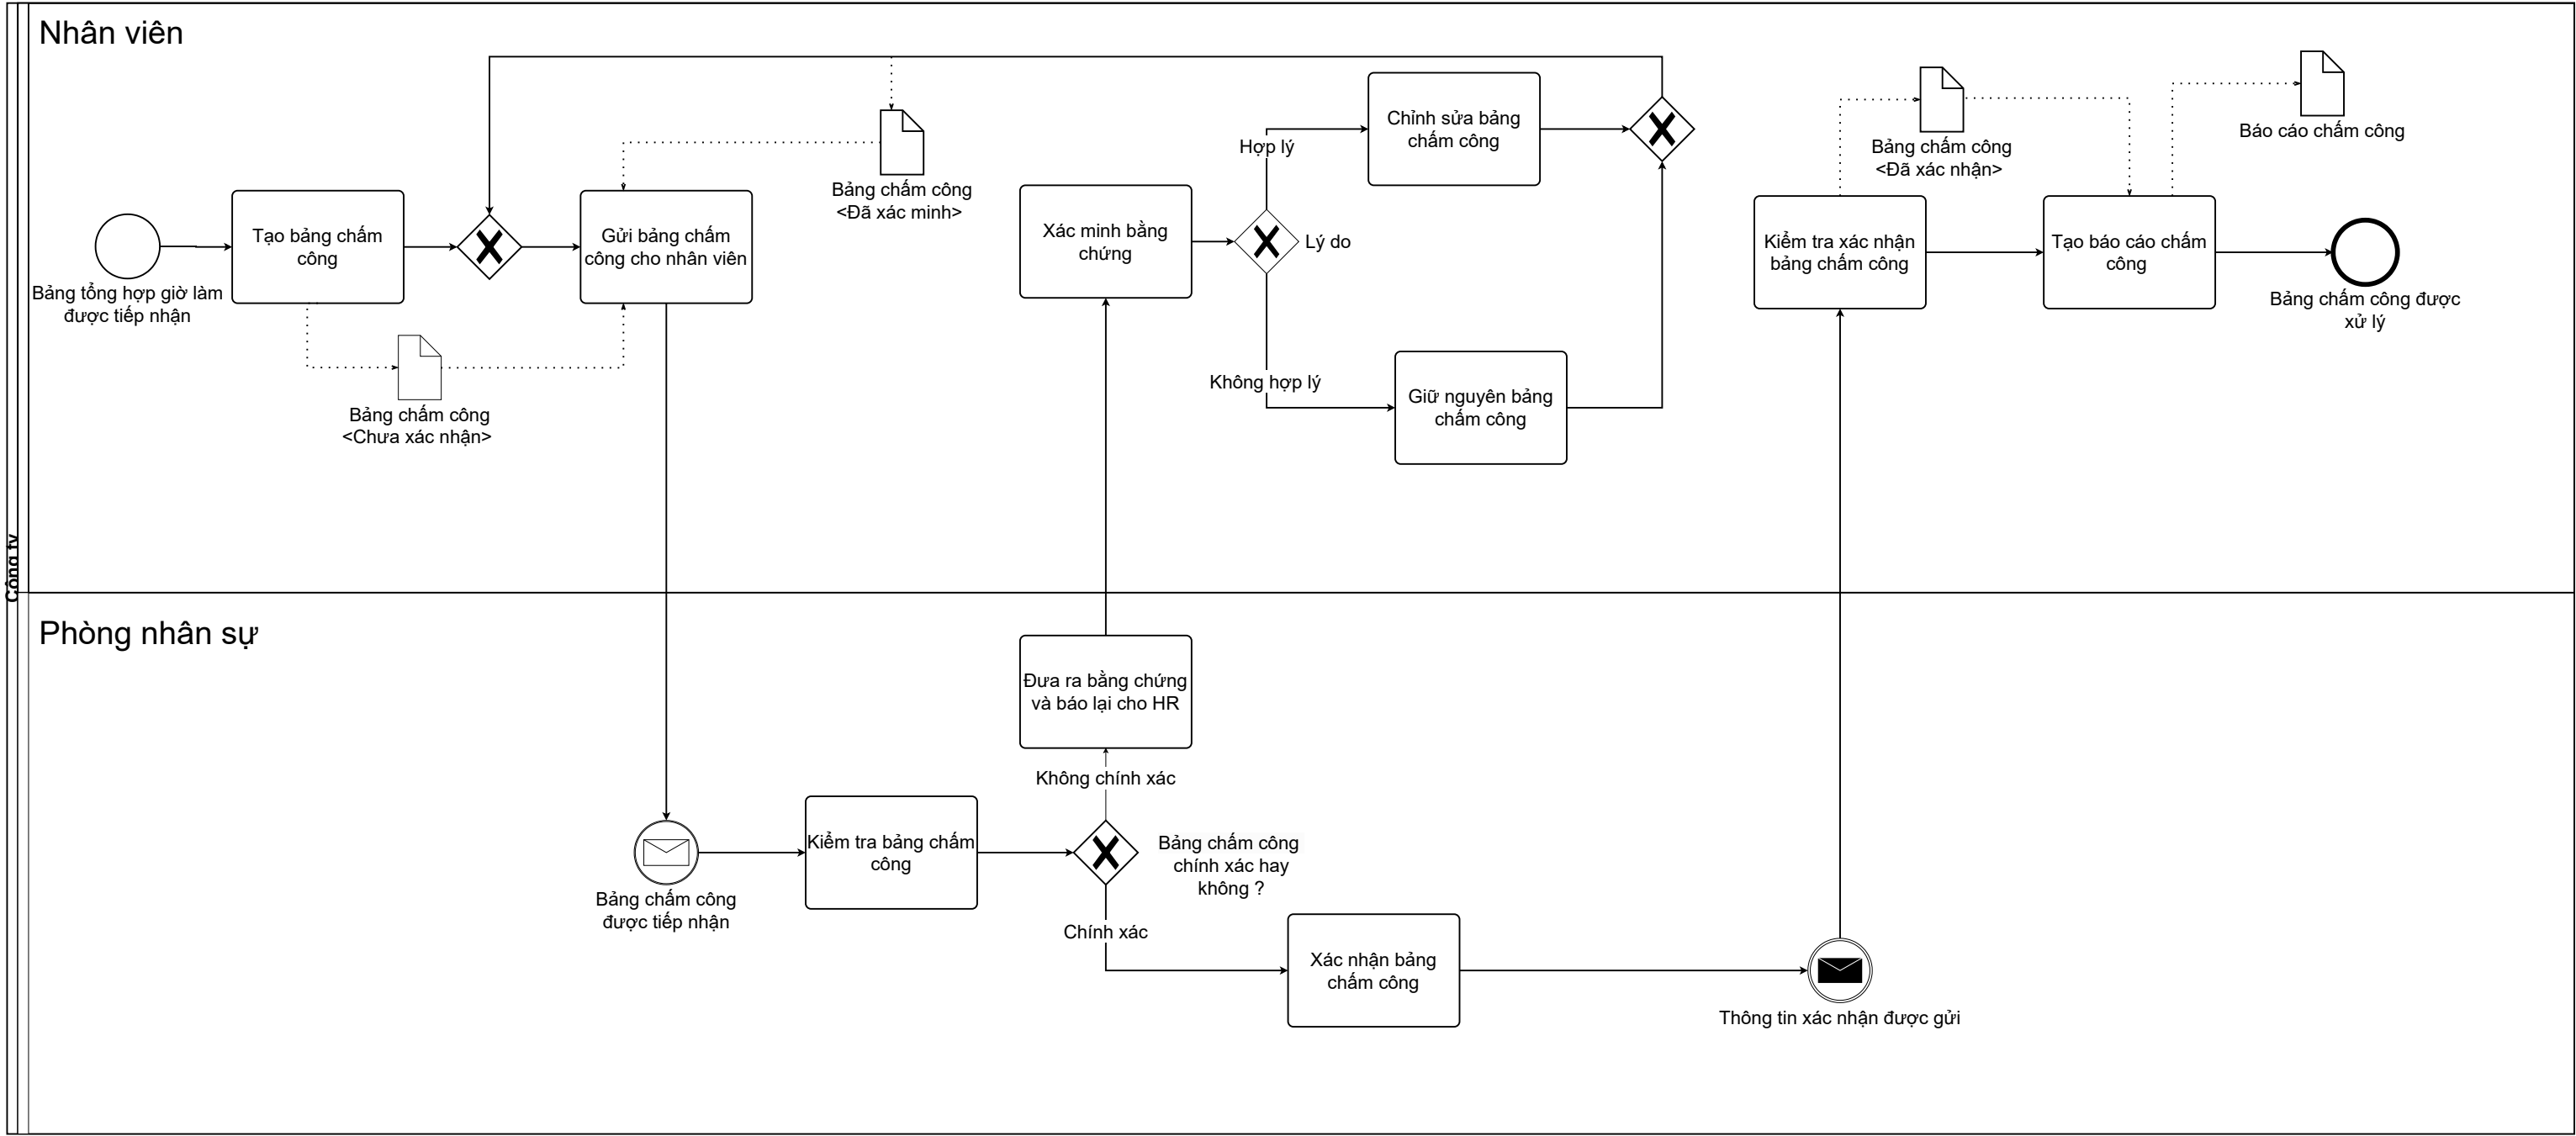 Nhân viên
Công ty
Bảng tổng hợp giờ làm
được tiếp nhận
Tạo bảng chấm
công
Bảng chấm công
<Chưa xác nhận>
Gửi bảng chấm
công cho nhân viên
Bảng chấm công
<Đã xác minh>
Xác minh bằng
chứng
Hợp lý
Lý do
Không hợp lý
Chỉnh sửa bảng
chấm công
Giữ nguyên bảng
chấm công
Kiểm tra xác nhận
bảng chấm công
Bảng chấm công
<Đã xác nhận>
Tạo báo cáo chấm
công
Báo cáo chấm công
Bảng chấm công được
xử lý
Phòng nhân sự
Bảng chấm công
được tiếp nhận
Kiểm tra bảng chấm
công
Đưa ra bằng chứng
và báo lại cho HR
Không chính xác
Bảng chấm công
chính xác hay
không ?
Chính xác
Xác nhận bảng
chấm công
Thông tin xác nhận được gửi